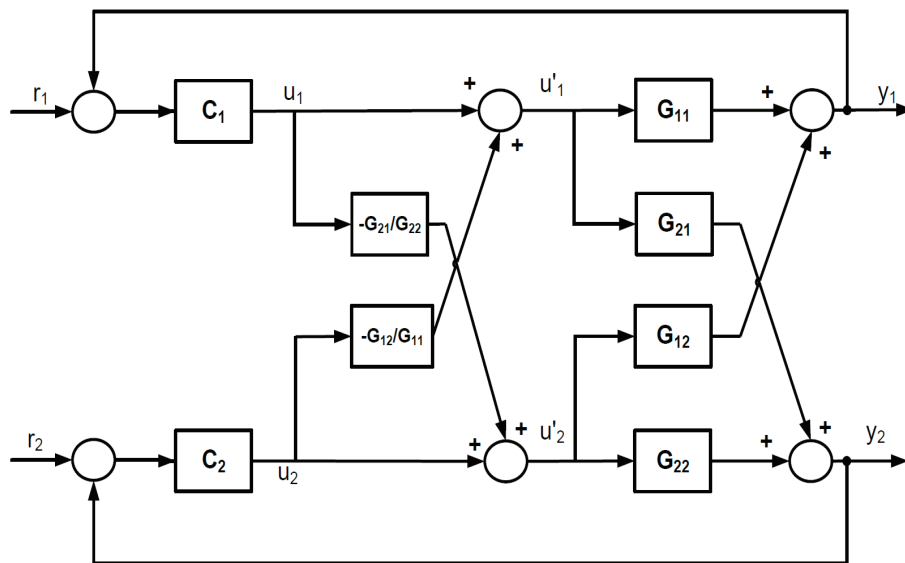 r₁
C₁
u₁
+
+
u'₁
G₁₁
+
+
y₁
-G₂₁/G₂₂
G₂₁
-G₁₂/G₁₁
G₁₂
r₂
C₂
u₂
+
+
u'₂
G₂₂
+
+
y₂